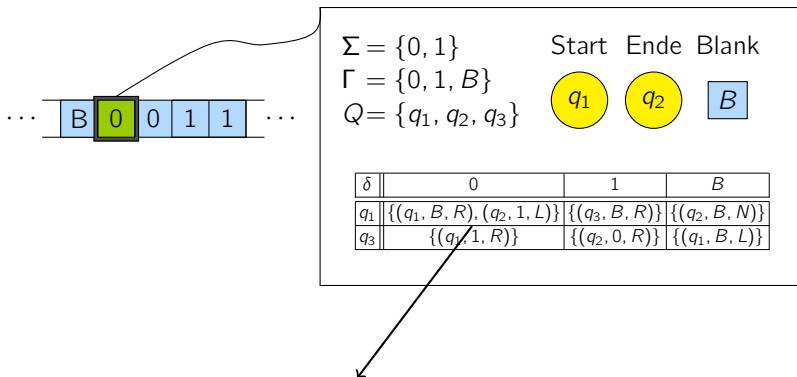 Σ = {0, 1} Start Ende Blank
Γ = {0, 1, B}
q₁ q₂ B
Q = {q₁, q₂, q₃}
··· B 0 0 1 1 ···
δ 0 1 B
q₁ {(q₁, B, R), (q₂, 1, L)} {(q₃, B, R)} {(q₂, B, N)}
q₃ {(q₁, 1, R)} {(q₂, 0, R)} {(q₁, B, L)}